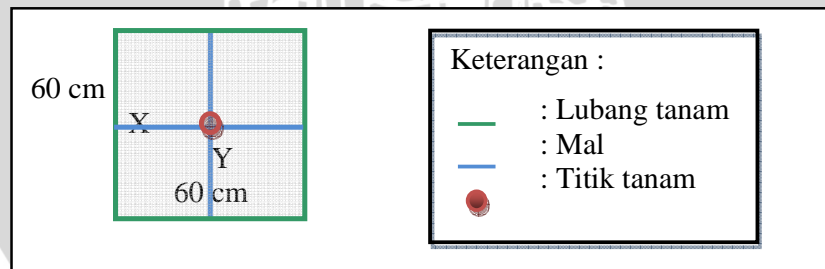 60 cm
X
Y
60 cm
Keterangan :
: Lubang tanam
: Mal
: Titik tanam